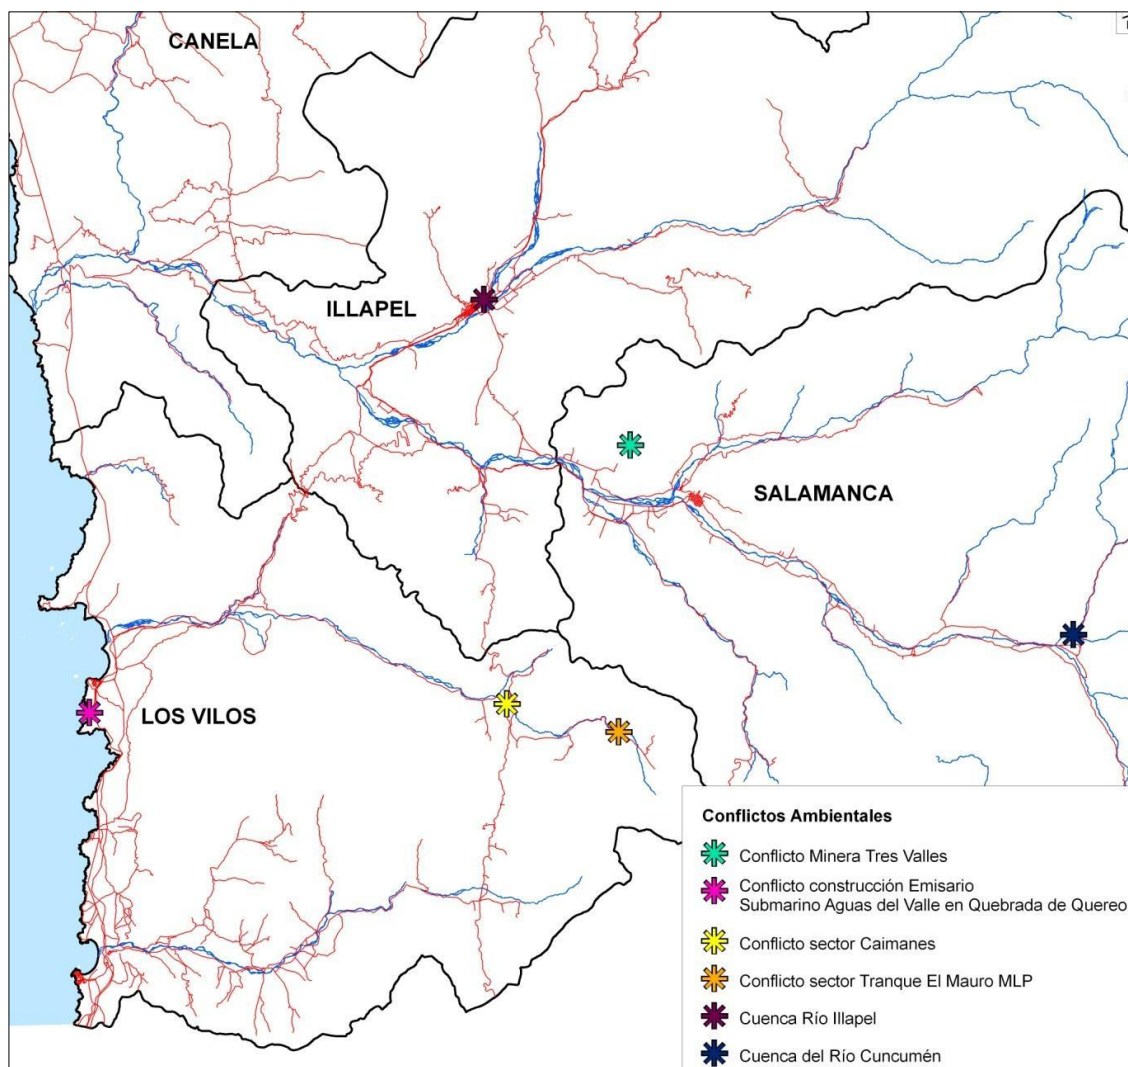 CANELA
ILLAPEL
SALAMANCA
LOS VILOS
Conflictos Ambientales
Conflicto Minera Tres Valles
Conflicto construcción Emisario
Submarino Aguas del Valle en Quebrada de Quereo
Conflicto sector Caimanes
Conflicto sector Tranque El Mauro MLP
Cuenca Río Illapel
Cuenca del Río Cuncumén